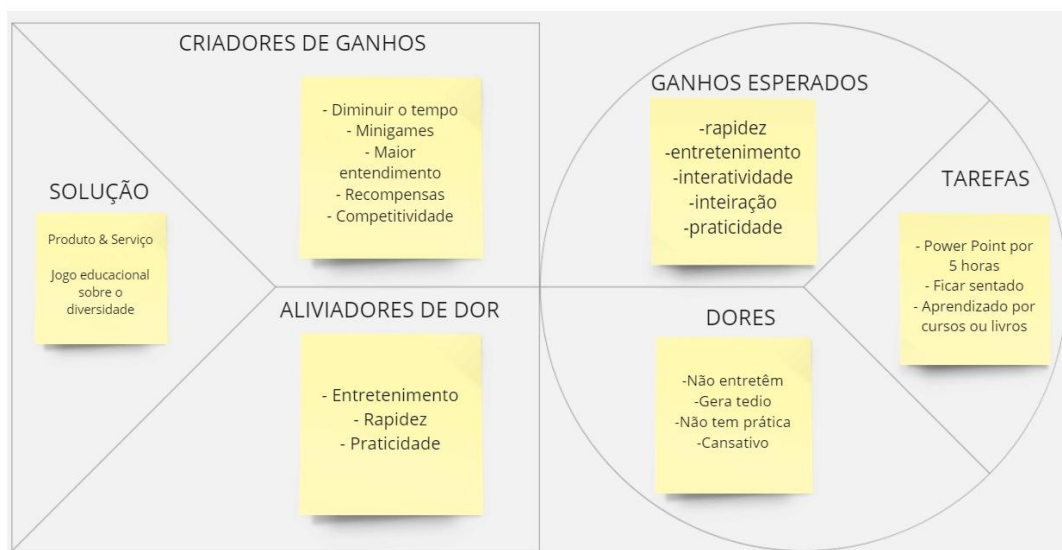 CRIADORES DE GANHOS
- Diminuir o tempo
- Minigames
- Maior
entendimento
- Recompensas
- Competitividade
SOLUÇÃO
Produto & Serviço
Jogo educacional
sobre o
diversidade
ALIVIADORES DE DOR
- Entretenimento
- Rapidez
- Praticidade
GANHOS ESPERADOS
-rapidez
-entretenimento
-interatividade
-inteiração
-praticidade
TAREFAS
- Power Point por
5 horas
- Ficar sentado
- Aprendizado por
cursos ou livros
DORES
-Não entretêm
-Gera tedio
-Não tem prática
-Cansativo